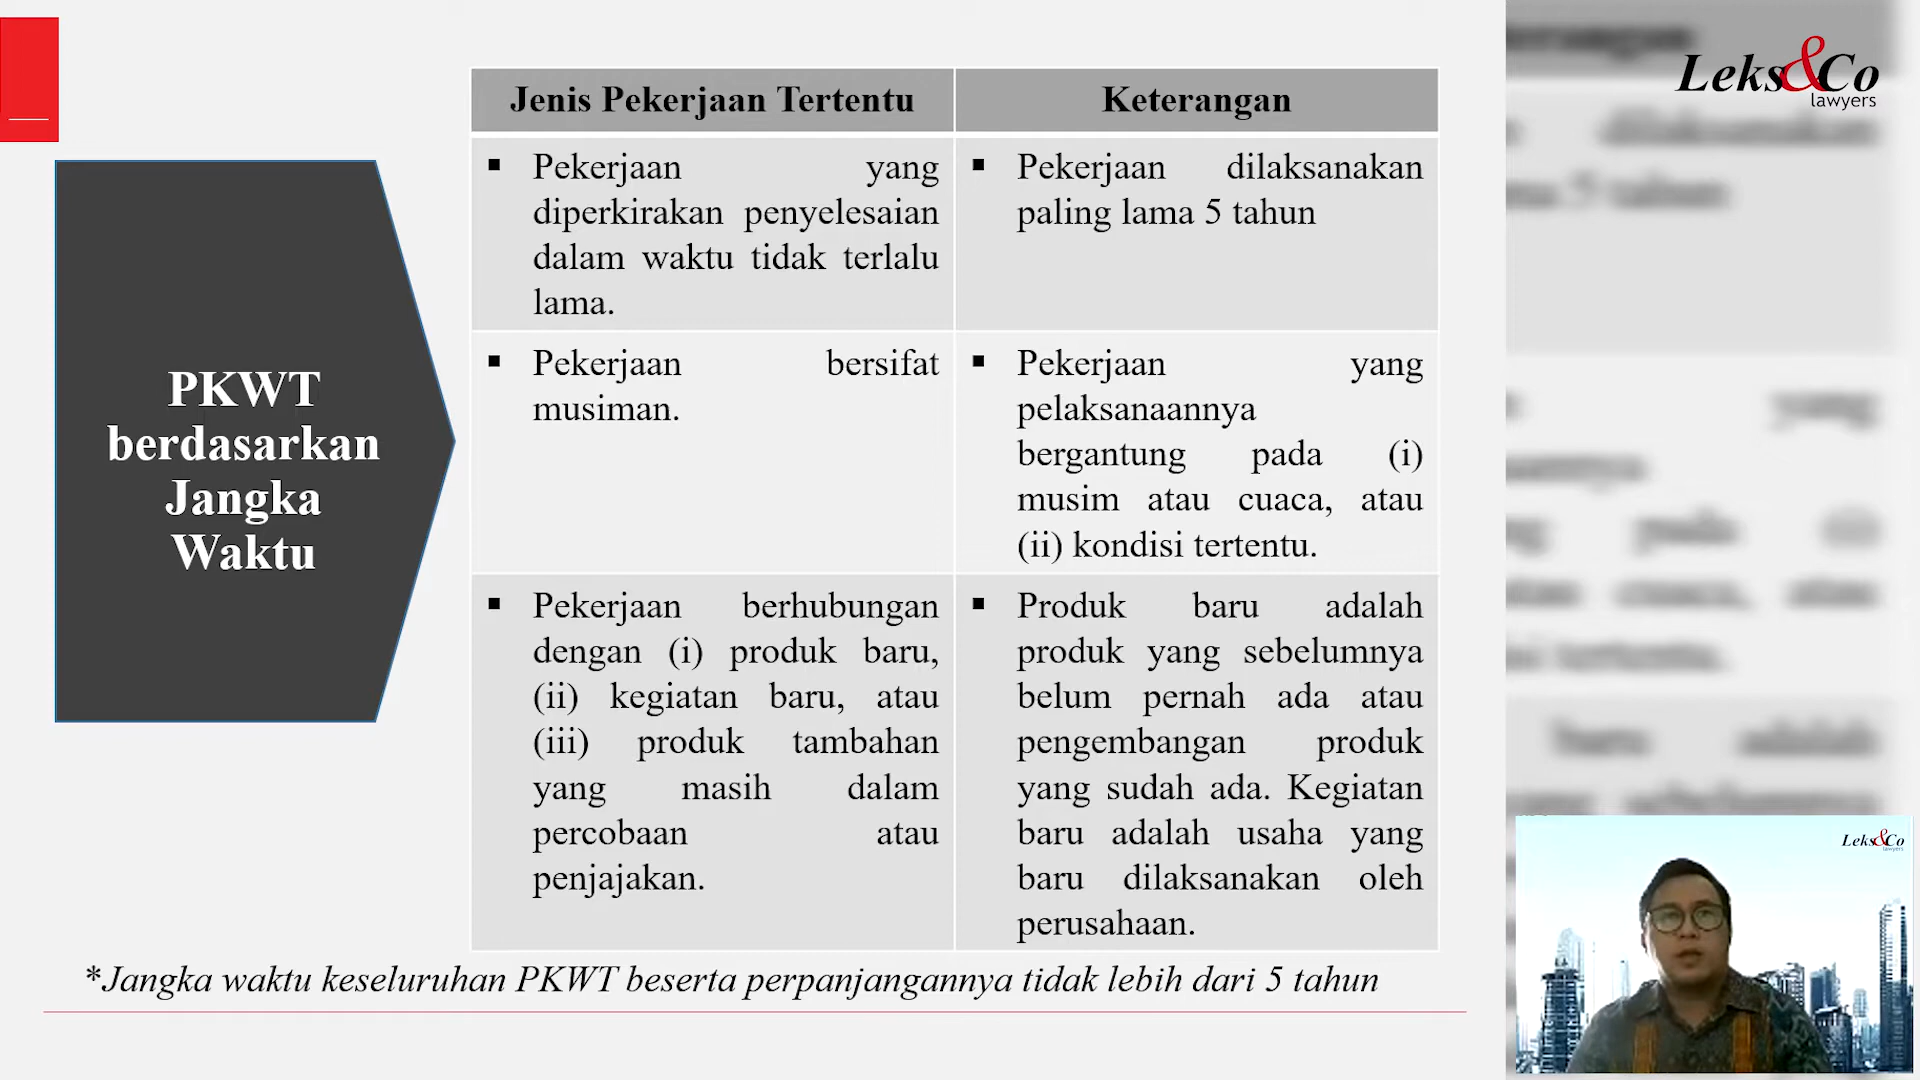 Leks&Co
lawyers
PKWT
berdasarkan
Jangka
Waktu
Jenis Pekerjaan Tertentu
Keterangan
▪ Pekerjaan yang
diperkirakan penyelesaian
dalam waktu tidak terlalu
lama.
▪ Pekerjaan dilaksanakan
paling lama 5 tahun
▪ Pekerjaan bersifat
musiman.
▪ Pekerjaan yang
pelaksanaannya
bergantung pada (i)
musim atau cuaca, atau
(ii) kondisi tertentu.
▪ Pekerjaan berhubungan
dengan (i) produk baru,
(ii) kegiatan baru, atau
(iii) produk tambahan
yang masih dalam
percobaan atau
penjajakan.
▪ Produk baru adalah
produk yang sebelumnya
belum pernah ada atau
pengembangan produk
yang sudah ada. Kegiatan
baru adalah usaha yang
baru dilaksanakan oleh
perusahaan.
*Jangka waktu keseluruhan PKWT beserta perpanjangannya tidak lebih dari 5 tahun
Leks&Co
lawyers